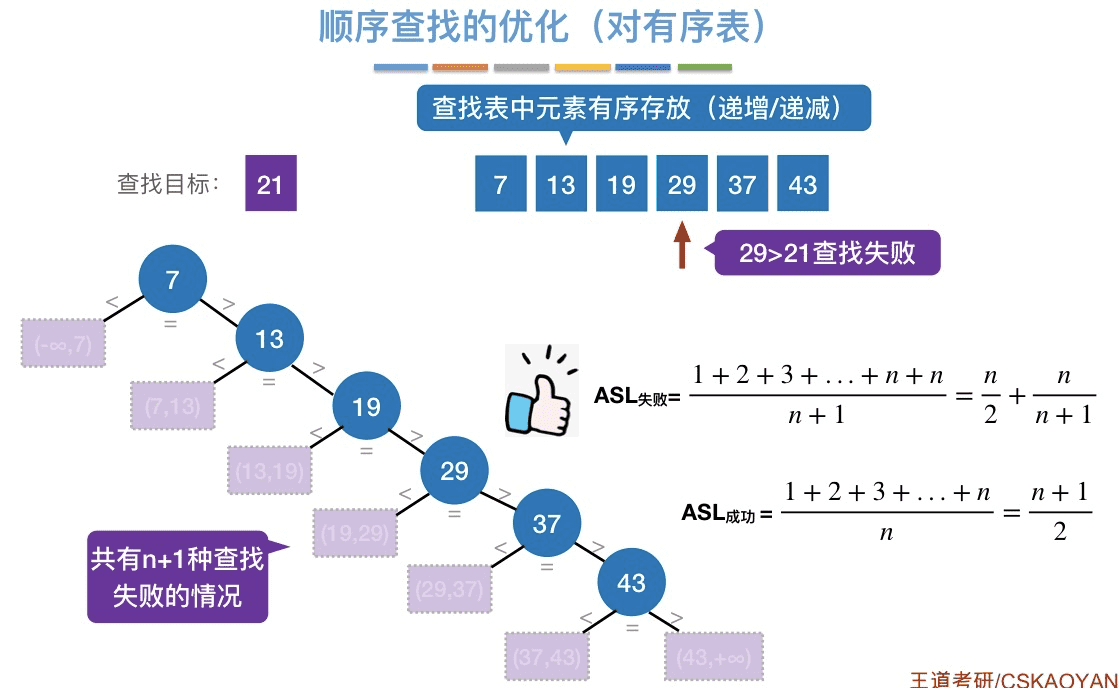 顺序查找的优化（对有序表）
查找表中元素有序存放（递增/递减）
查找目标： 21
7 13 19 29 37 43
29>21查找失败
7
< >
=
(-∞,7)
13
< >
=
(7,13)
19
< >
=
(13,19)
29
< >
=
(19,29)
37
< >
=
(29,37)
43
< >
=
(37,43)
(43,+∞)
共有n+1种查找
失败的情况
ASL失败= (1 + 2 + 3 + … + n + n) / (n + 1) = n/2 + n/(n + 1)
ASL成功 = (1 + 2 + 3 + … + n) / n = (n + 1)/2
王道考研/CSKAOYAN